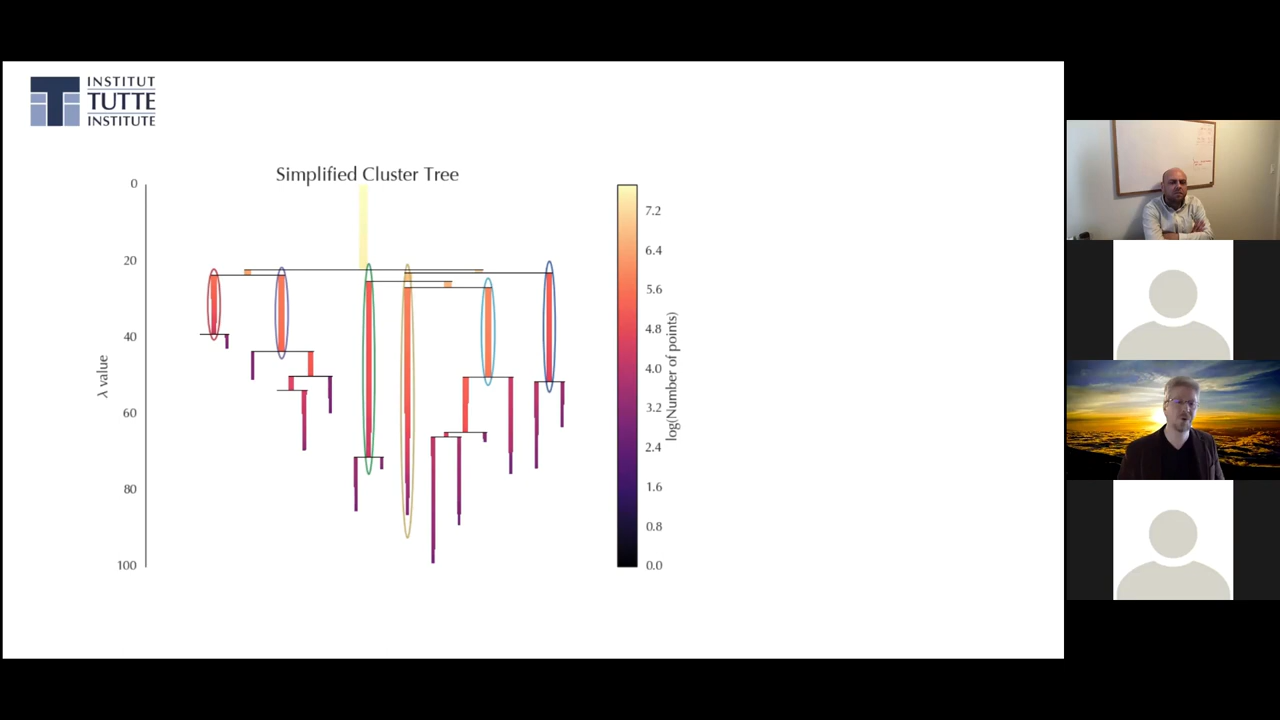 INSTITUT
TUTTE
INSTITUTE
Simplified Cluster Tree
0
20
40
60
80
100
λ value
7.2
6.4
5.6
4.8
4.0
3.2
2.4
1.6
0.8
0.0
log(Number of points)